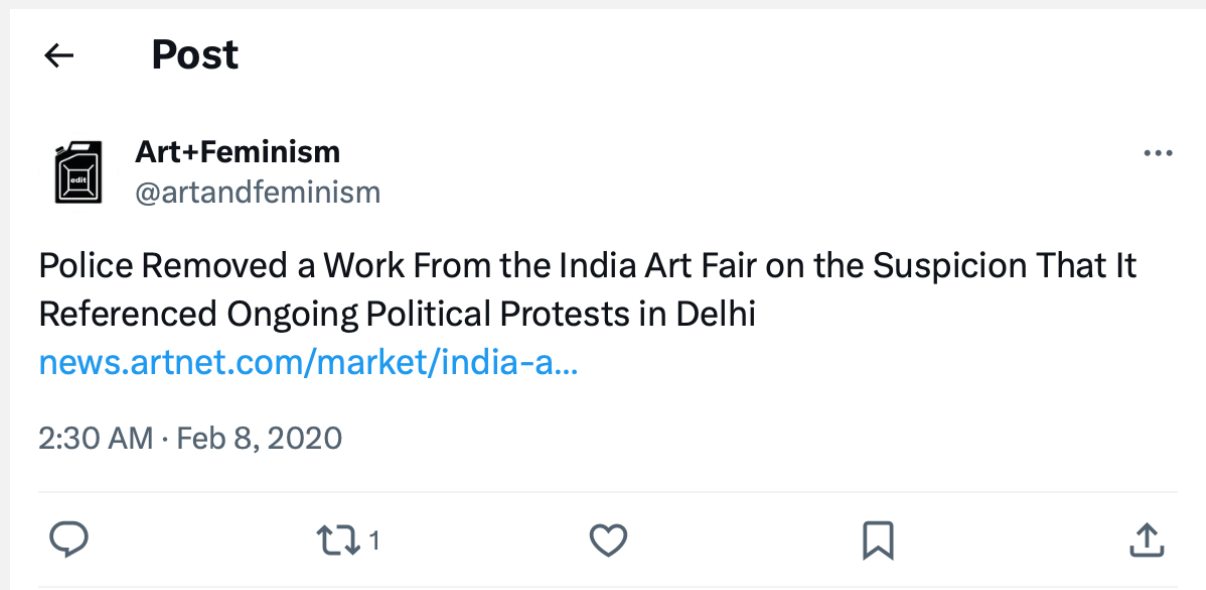 Post
Art+Feminism
@artandfeminism
edit
Police Removed a Work From the India Art Fair on the Suspicion That It
Referenced Ongoing Political Protests in Delhi
news.artnet.com/market/india-a...
2:30 AM · Feb 8, 2020
1